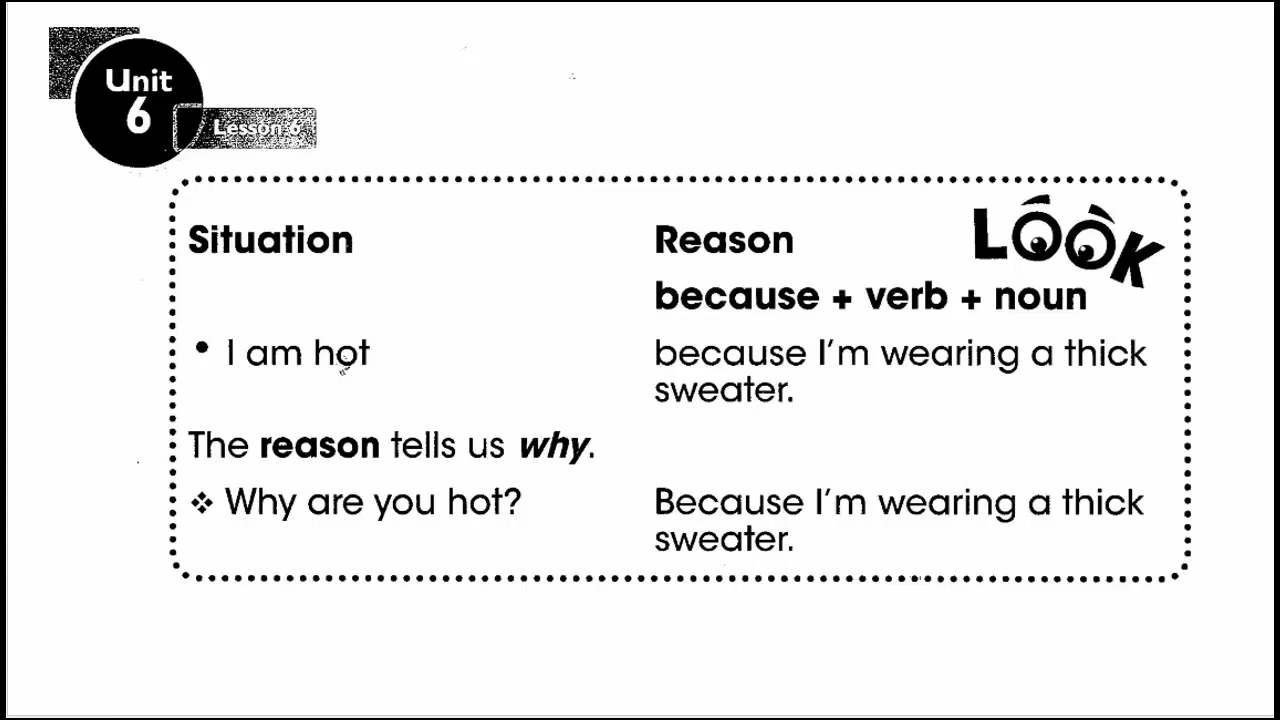 Unit
6
Lesson 6
Situation
Reason
LOOK
because + verb + noun
• I am hot
because I'm wearing a thick
sweater.
The reason tells us why.
❖ Why are you hot?
Because I'm wearing a thick
sweater.